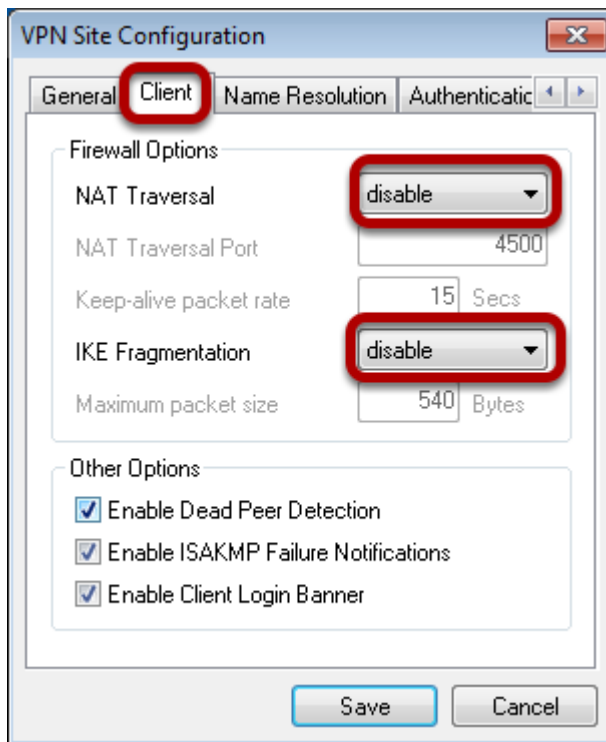 VPN Site Configuration
General Client Name Resolution
Firewall Options
NAT Traversal disable
NAT Traversal Port 4500
Keep-alive packet rate 15 Secs
IKE Fragmentation disable
Maximum packet size 540 Bytes
Other Options
Enable Dead Peer Detection
Enable ISAKMP Failure Notifications
Enable Client Login Banner
Save Cancel